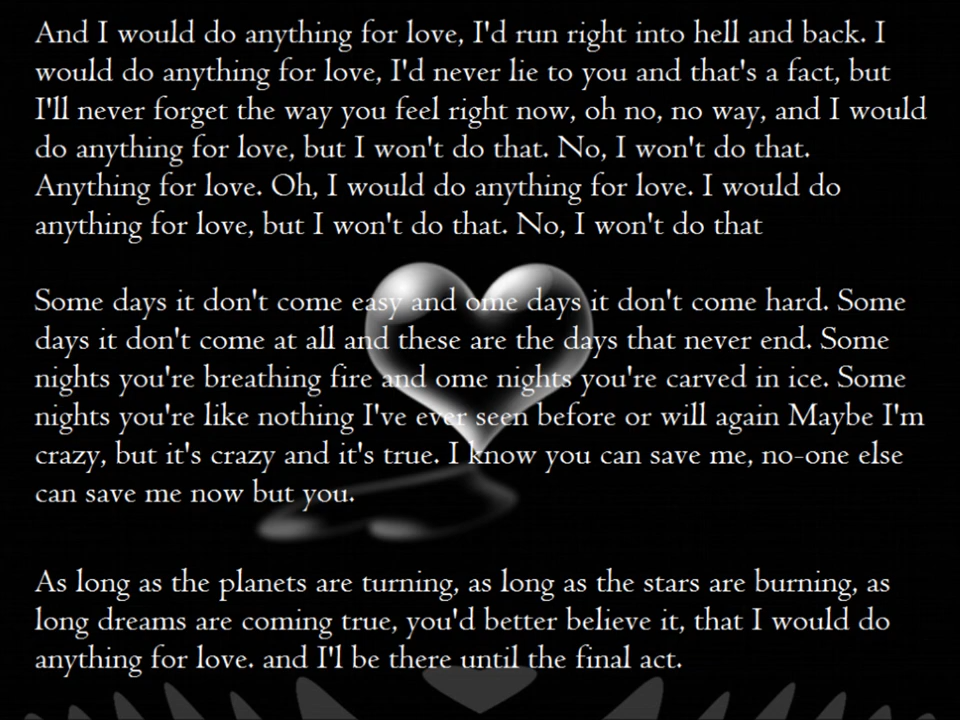 And I would do anything for love, I'd run right into hell and back. I
would do anything for love, I'd never lie to you and that's a fact, but
I'll never forget the way you feel right now, oh no, no way, and I would
do anything for love, but I won't do that. No, I won't do that.
Anything for love. Oh, I would do anything for love. I would do
anything for love, but I won't do that. No, I won't do that
Some days it don't come easy and ome days it don't come hard. Some
days it don't come at all and these are the days that never end. Some
nights you're breathing fire and ome nights you're carved in ice. Some
nights you're like nothing I've ever seen before or will again Maybe I'm
crazy, but it's crazy and it's true. I know you can save me, no-one else
can save me now but you.
As long as the planets are turning, as long as the stars are burning, as
long dreams are coming true, you'd better believe it, that I would do
anything for love. and I'l be there until the final act.